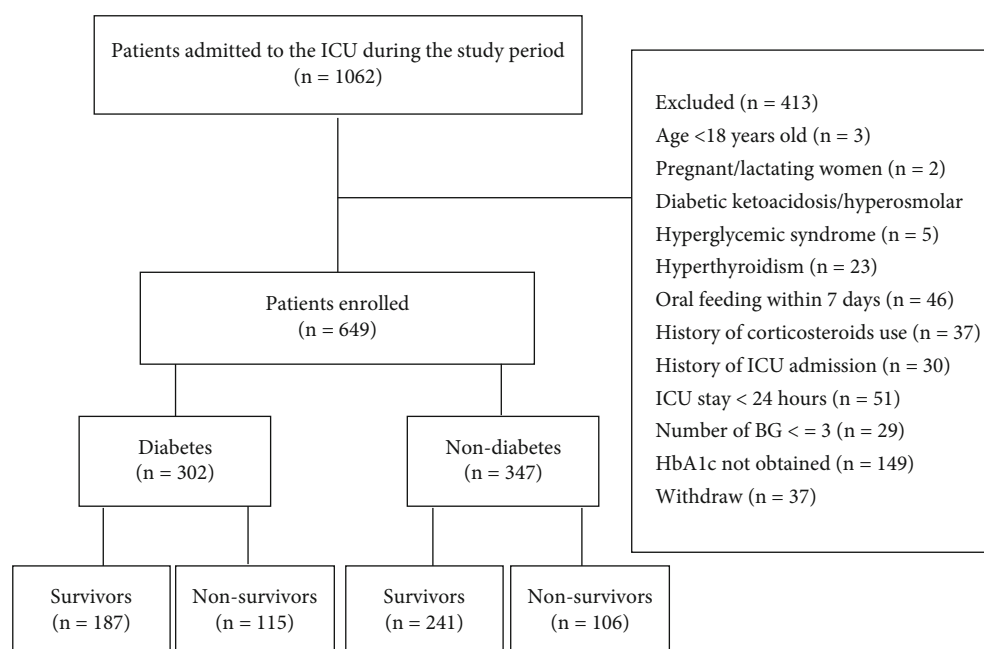 Patients admitted to the ICU during the study period
(n = 1062)
Excluded (n = 413)
Age <18 years old (n = 3)
Pregnant/lactating women (n = 2)
Diabetic ketoacidosis/hyperosmolar
Hyperglycemic syndrome (n = 5)
Hyperthyroidism (n = 23)
Oral feeding within 7 days (n = 46)
History of corticosteroids use (n = 37)
History of ICU admission (n = 30)
ICU stay < 24 hours (n = 51)
Number of BG < = 3 (n = 29)
HbA1c not obtained (n = 149)
Withdraw (n = 37)
Patients enrolled
(n = 649)
Diabetes
(n = 302)
Non-diabetes
(n = 347)
Survivors
(n = 187)
Non-survivors
(n = 115)
Survivors
(n = 241)
Non-survivors
(n = 106)